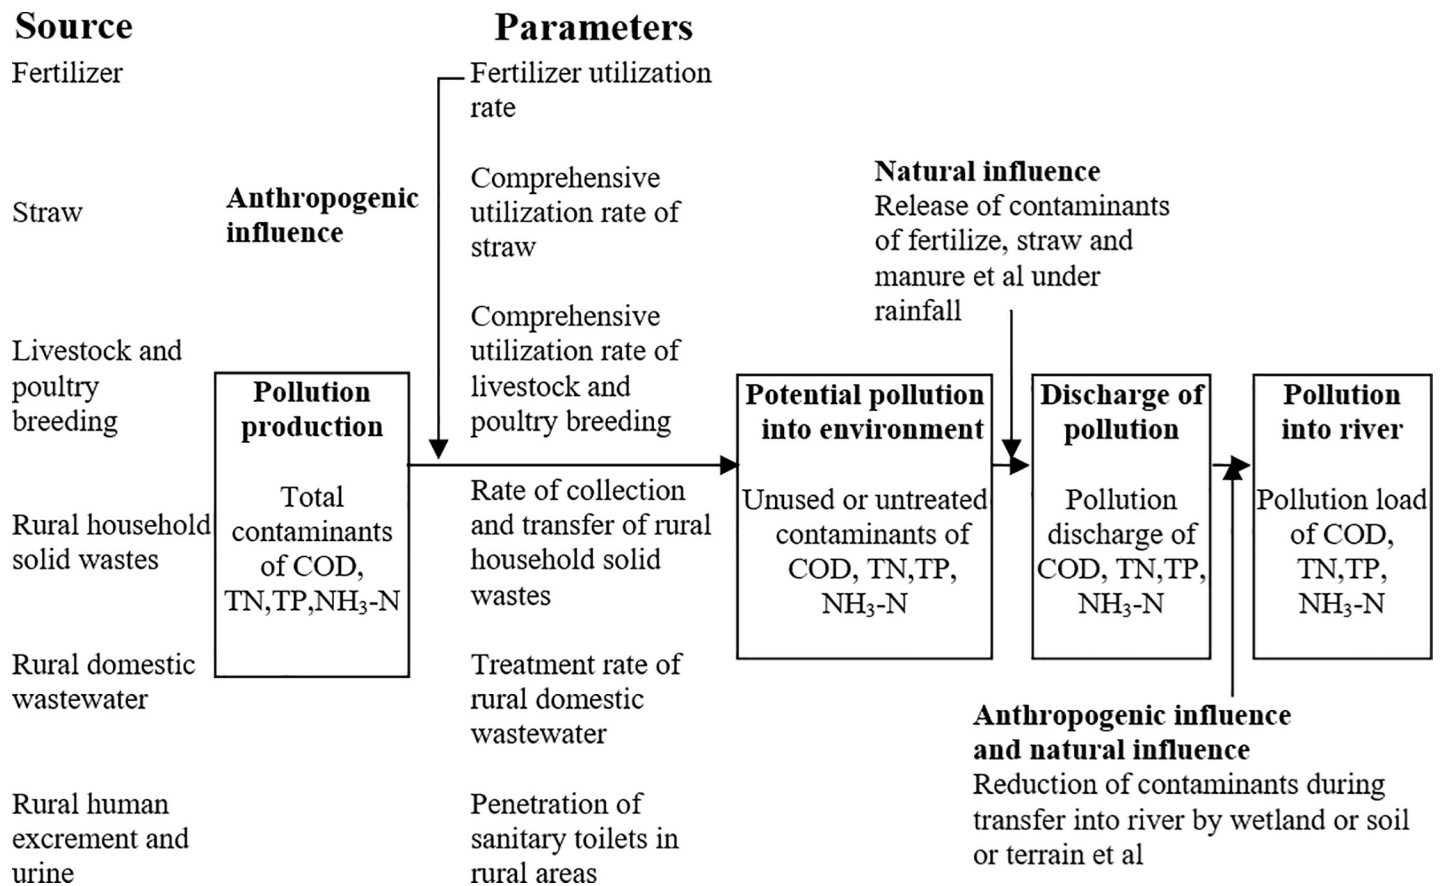 Source
Parameters
Fertilizer
Fertilizer utilization
rate
Straw
Anthropogenic
influence
Comprehensive
utilization rate of
straw
Natural influence
Release of contaminants
of fertilize, straw and
manure et al under
rainfall
Livestock and
poultry
breeding
Comprehensive
utilization rate of
livestock and
poultry breeding
Pollution
production
Total
contaminants
of COD,
TN,TP,NH₃-N
Potential pollution
into environment
Unused or untreated
contaminants of
COD, TN,TP,
NH₃-N
Discharge of
pollution
Pollution
discharge of
COD, TN,TP,
NH₃-N
Pollution
into river
Pollution load
of COD,
TN,TP,
NH₃-N
Rural household
solid wastes
Rate of collection
and transfer of rural
household solid
wastes
Rural domestic
wastewater
Treatment rate of
rural domestic
wastewater
Anthropogenic influence
and natural influence
Reduction of contaminants during
transfer into river by wetland or soil
or terrain et al
Rural human
excrement and
urine
Penetration of
sanitary toilets in
rural areas